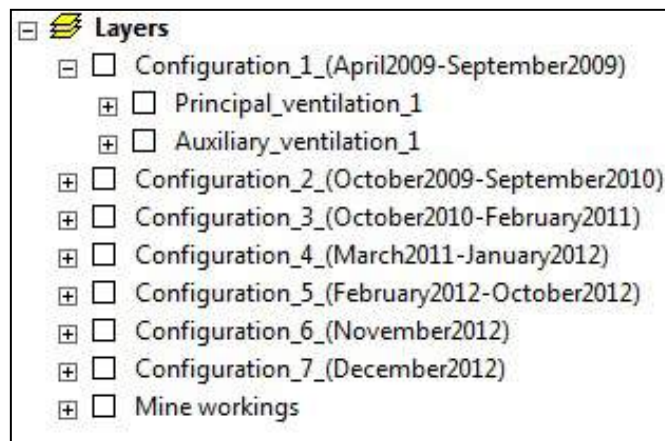 Layers
Configuration_1_(April2009-September2009)
Principal_ventilation_1
Auxiliary_ventilation_1
Configuration_2_(October2009-September2010)
Configuration_3_(October2010-February2011)
Configuration_4_(March2011-January2012)
Configuration_5_(February2012-October2012)
Configuration_6_(November2012)
Configuration_7_(December2012)
Mine workings